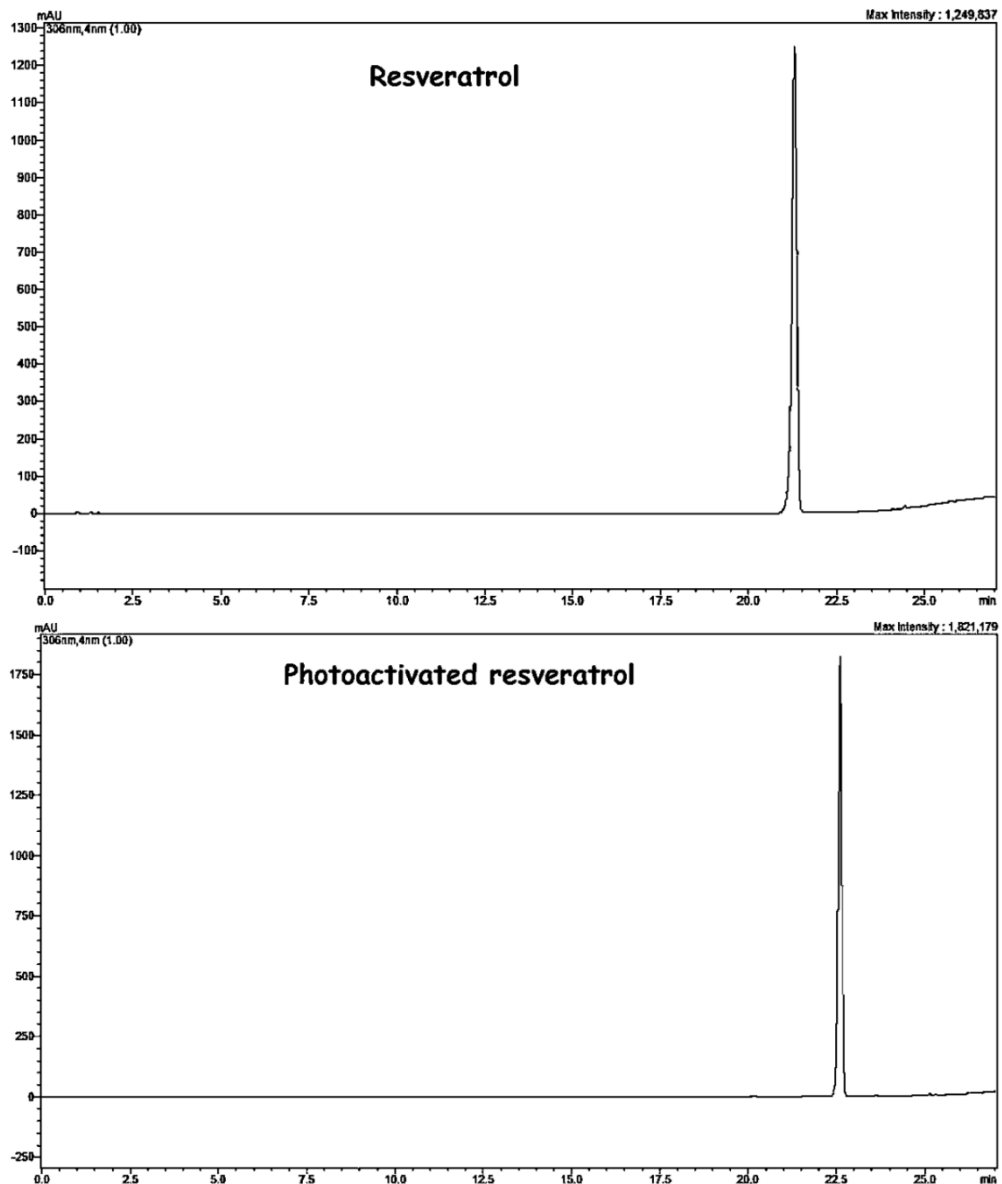 mAU
Max Intensity : 1,249,837
306nm,4nm (1.00)
Resveratrol
1300
1200
1100
1000
900
800
700
600
500
400
300
200
100
0
-100
0.0 2.5 5.0 7.5 10.0 12.5 15.0 17.5 20.0 22.5 25.0 min
mAU
Max Intensity : 1,821,179
306nm,4nm (1.00)
Photoactivated resveratrol
1750
1500
1250
1000
750
500
250
0
-250
0.0 2.5 5.0 7.5 10.0 12.5 15.0 17.5 20.0 22.5 25.0 min